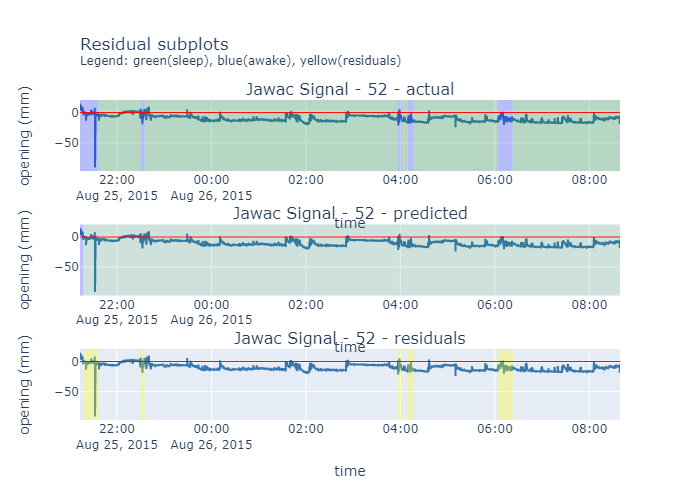 Residual subplots
Legend: green(sleep), blue(awake), yellow(residuals)
Jawac Signal - 52 - actual
opening (mm)
0
−50
22:00 00:00 02:00 04:00 06:00 08:00
Aug 25, 2015 Aug 26, 2015
time
Jawac Signal - 52 - predicted
opening (mm)
0
−50
22:00 00:00 02:00 04:00 06:00 08:00
Aug 25, 2015 Aug 26, 2015
time
Jawac Signal - 52 - residuals
opening (mm)
0
−50
22:00 00:00 02:00 04:00 06:00 08:00
Aug 25, 2015 Aug 26, 2015
time